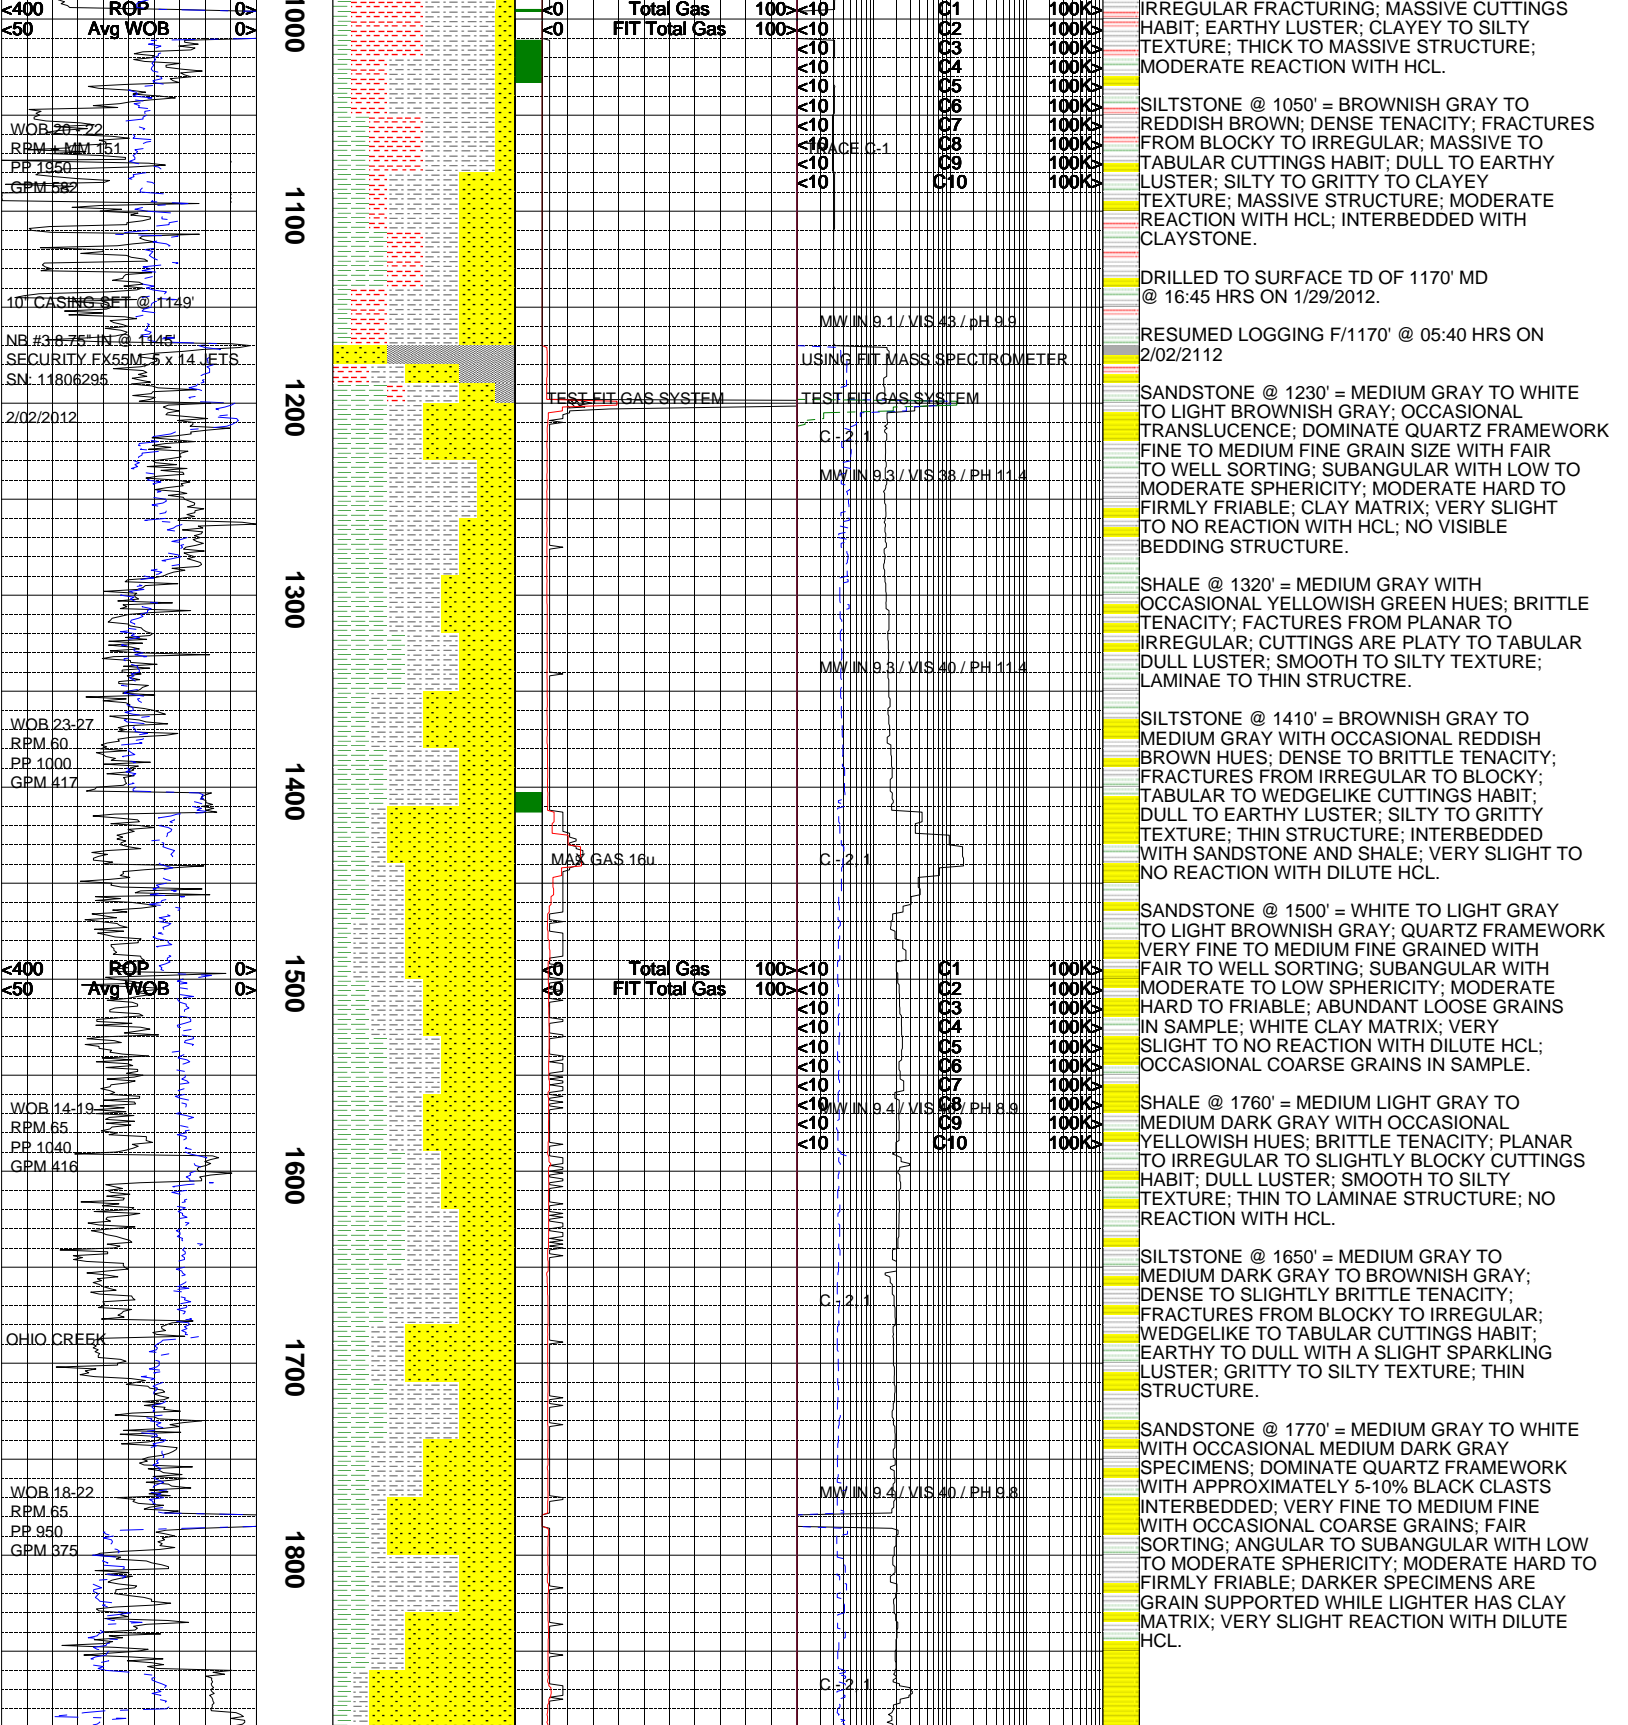 <400 ROP 0>
<50 Avg WOB 0>
WOB 20 - 22
RPM + MM 151
PP 1950
GPM 582
10" CASING SET @ 1149'
NB #3 8.75" IN @ 1145'
SECURITY FX55M, 5 x 14 JETS
SN: 11806295
2/02/2012
WOB 23-27
RPM 60
PP 1000
GPM 417
<400 ROP 0>
<50 Avg WOB 0>
WOB 14-19
RPM 65
PP 1040
GPM 416
OHIO CREEK
WOB 18-22
RPM 65
PP 950
GPM 375
1000
1100
1200
1300
1400
1500
1600
1700
1800
<0 Total Gas 100>
<0 FIT Total Gas 100>
TEST FIT GAS SYSTEM
MAX GAS 16u
<0 Total Gas 100>
<0 FIT Total Gas 100>
<10 C1 100K>
<10 C2 100K>
<10 C3 100K>
<10 C4 100K>
<10 C5 100K>
<10 C6 100K>
<10 C7 100K>
<10 C8 100K>
TRACE C-1
<10 C9 100K>
<10 C10 100K>
MW IN 9.1 / VIS 43 / pH 9.9
USING FIT MASS SPECTROMETER
TEST FIT GAS SYSTEM
C - 2, 1
MW IN 9.3 / VIS 38 / PH 11.4
MW IN 9.3 / VIS 40 / PH 11.4
C - 2, 1
<10 C1 100K>
<10 C2 100K>
<10 C3 100K>
<10 C4 100K>
<10 C5 100K>
<10 C6 100K>
<10 C7 100K>
<10 C8 100K>
MW IN 9.4 / VIS / PH 8.9
<10 C9 100K>
<10 C10 100K>
C - 2, 1
MW IN 9.4 / VIS 40 / PH 9.8
C - 2, 1
IRREGULAR FRACTURING; MASSIVE CUTTINGS
HABIT; EARTHY LUSTER; CLAYEY TO SILTY
TEXTURE; THICK TO MASSIVE STRUCTURE;
MODERATE REACTION WITH HCL.
SILTSTONE @ 1050' = BROWNISH GRAY TO
REDDISH BROWN; DENSE TENACITY; FRACTURES
FROM BLOCKY TO IRREGULAR; MASSIVE TO
TABULAR CUTTINGS HABIT; DULL TO EARTHY
LUSTER; SILTY TO GRITTY TO CLAYEY
TEXTURE; MASSIVE STRUCTURE; MODERATE
REACTION WITH HCL; INTERBEDDED WITH
CLAYSTONE.
DRILLED TO SURFACE TD OF 1170' MD
@ 16:45 HRS ON 1/29/2012.
RESUMED LOGGING F/1170' @ 05:40 HRS ON
2/02/2112
SANDSTONE @ 1230' = MEDIUM GRAY TO WHITE
TO LIGHT BROWNISH GRAY; OCCASIONAL
TRANSLUCENCE; DOMINATE QUARTZ FRAMEWORK
FINE TO MEDIUM FINE GRAIN SIZE WITH FAIR
TO WELL SORTING; SUBANGULAR WITH LOW TO
MODERATE SPHERICITY; MODERATE HARD TO
FIRMLY FRIABLE; CLAY MATRIX; VERY SLIGHT
TO NO REACTION WITH HCL; NO VISIBLE
BEDDING STRUCTURE.
SHALE @ 1320' = MEDIUM GRAY WITH
OCCASIONAL YELLOWISH GREEN HUES; BRITTLE
TENACITY; FACTURES FROM PLANAR TO
IRREGULAR; CUTTINGS ARE PLATY TO TABULAR
DULL LUSTER; SMOOTH TO SILTY TEXTURE;
LAMINAE TO THIN STRUCTRE.
SILTSTONE @ 1410' = BROWNISH GRAY TO
MEDIUM GRAY WITH OCCASIONAL REDDISH
BROWN HUES; DENSE TO BRITTLE TENACITY;
FRACTURES FROM IRREGULAR TO BLOCKY;
TABULAR TO WEDGELIKE CUTTINGS HABIT;
DULL TO EARTHY LUSTER; SILTY TO GRITTY
TEXTURE; THIN STRUCTURE; INTERBEDDED
WITH SANDSTONE AND SHALE; VERY SLIGHT TO
NO REACTION WITH DILUTE HCL.
SANDSTONE @ 1500' = WHITE TO LIGHT GRAY
TO LIGHT BROWNISH GRAY; QUARTZ FRAMEWORK
VERY FINE TO MEDIUM FINE GRAINED WITH
FAIR TO WELL SORTING; SUBANGULAR WITH
MODERATE TO LOW SPHERICITY; MODERATE
HARD TO FRIABLE; ABUNDANT LOOSE GRAINS
IN SAMPLE; WHITE CLAY MATRIX; VERY
SLIGHT TO NO REACTION WITH DILUTE HCL;
OCCASIONAL COARSE GRAINS IN SAMPLE.
SHALE @ 1760' = MEDIUM LIGHT GRAY TO
MEDIUM DARK GRAY WITH OCCASIONAL
YELLOWISH HUES; BRITTLE TENACITY; PLANAR
TO IRREGULAR TO SLIGHTLY BLOCKY CUTTINGS
HABIT; DULL LUSTER; SMOOTH TO SILTY
TEXTURE; THIN TO LAMINAE STRUCTURE; NO
REACTION WITH HCL.
SILTSTONE @ 1650' = MEDIUM GRAY TO
MEDIUM DARK GRAY TO BROWNISH GRAY;
DENSE TO SLIGHTLY BRITTLE TENACITY;
FRACTURES FROM BLOCKY TO IRREGULAR;
WEDGELIKE TO TABULAR CUTTINGS HABIT;
EARTHY TO DULL WITH A SLIGHT SPARKLING
LUSTER; GRITTY TO SILTY TEXTURE; THIN
STRUCTURE.
SANDSTONE @ 1770' = MEDIUM GRAY TO WHITE
WITH OCCASIONAL MEDIUM DARK GRAY
SPECIMENS; DOMINATE QUARTZ FRAMEWORK
WITH APPROXIMATELY 5-10% BLACK CLASTS
INTERBEDDED; VERY FINE TO MEDIUM FINE
WITH OCCASIONAL COARSE GRAINS; FAIR
SORTING; ANGULAR TO SUBANGULAR WITH LOW
TO MODERATE SPHERICITY; MODERATE HARD TO
FIRMLY FRIABLE; DARKER SPECIMENS ARE
GRAIN SUPPORTED WHILE LIGHTER HAS CLAY
MATRIX; VERY SLIGHT REACTION WITH DILUTE
HCL.